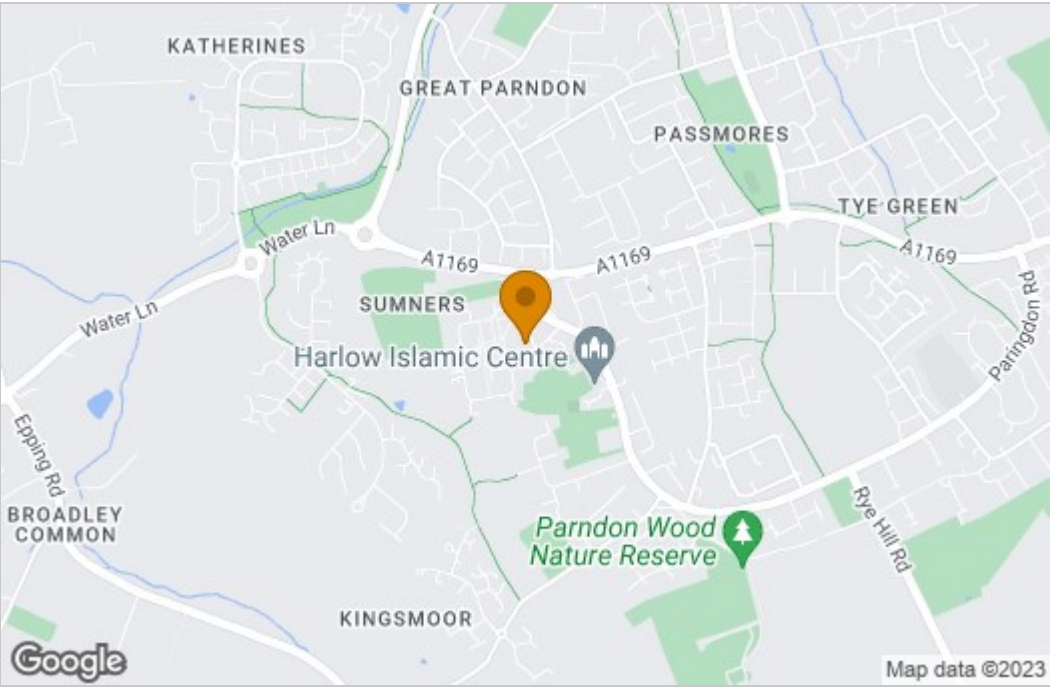 KATHERINES
GREAT PARNDON
PASSMORES
TYE GREEN
Water Ln
A1169
A1169
A1169
SUMNERS
Water Ln
Harlow Islamic Centre
Paringdon Rd
Epping Rd
BROADLEY
COMMON
Parndon Wood
Nature Reserve
Rye Hill Rd
KINGSMOOR
Google
Map data ©2023